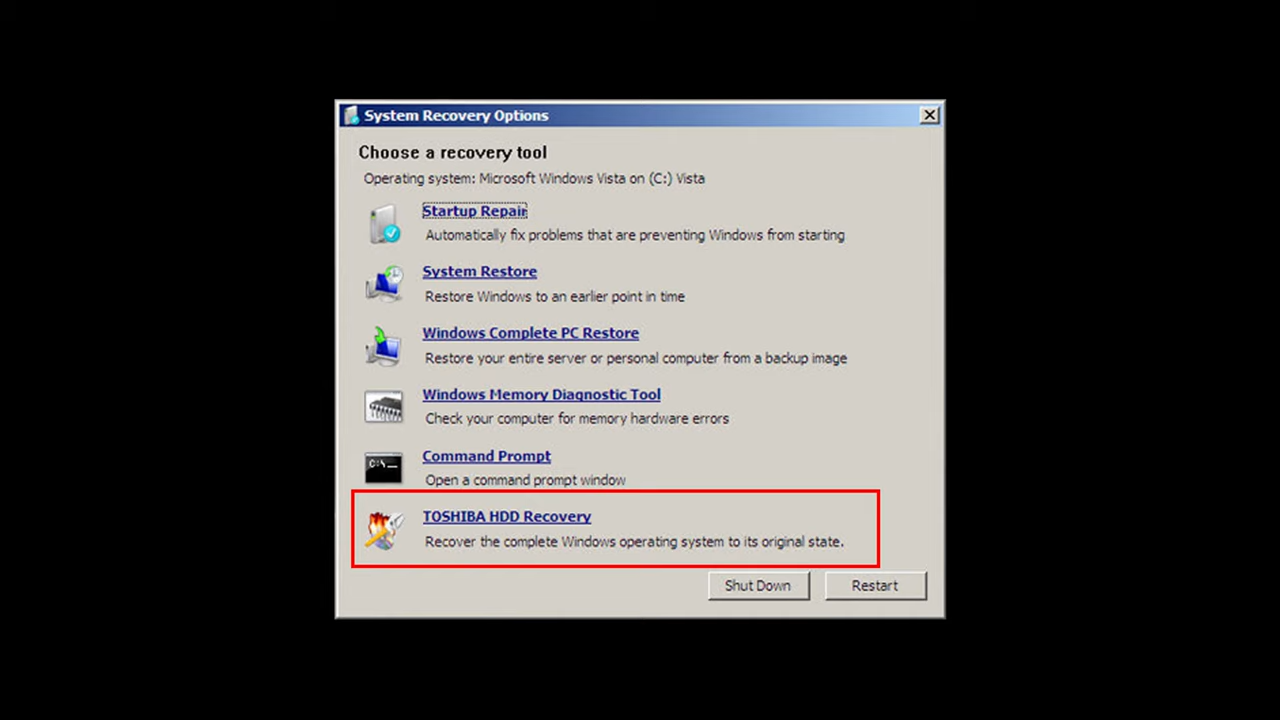 System Recovery Options
Choose a recovery tool
Operating system: Microsoft Windows Vista on (C:) Vista
Startup Repair
Automatically fix problems that are preventing Windows from starting
System Restore
Restore Windows to an earlier point in time
Windows Complete PC Restore
Restore your entire server or personal computer from a backup image
Windows Memory Diagnostic Tool
Check your computer for memory hardware errors
C:\_
Command Prompt
Open a command prompt window
TOSHIBA HDD Recovery
Recover the complete Windows operating system to its original state.
Shut Down
Restart